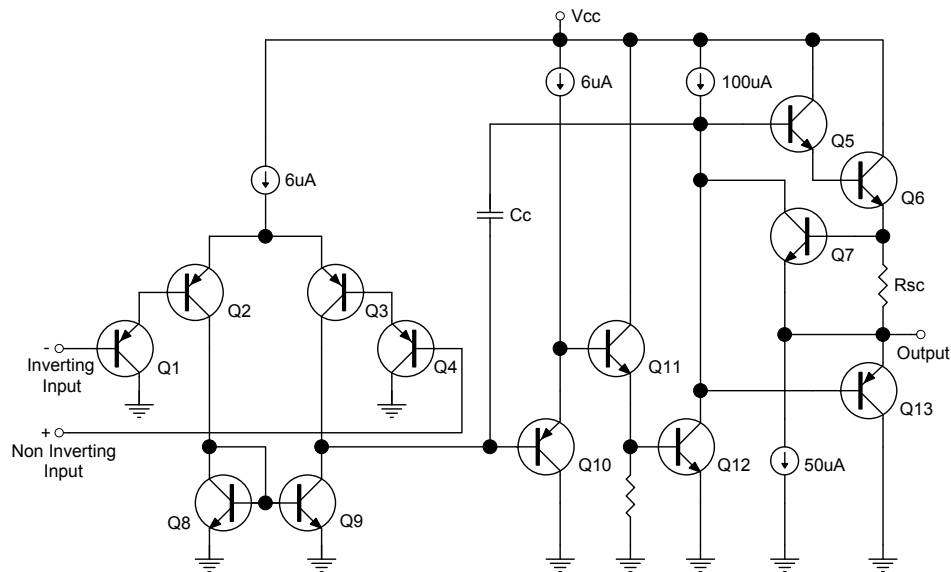 Vcc
6uA
100uA
Q5
6uA
Q6
Cc
Q7
Q2
Q3
Rsc
-
Inverting
Input
Q1
Q4
Q11
Output
+
Non Inverting
Input
Q13
Q10
Q12
50uA
Q8
Q9